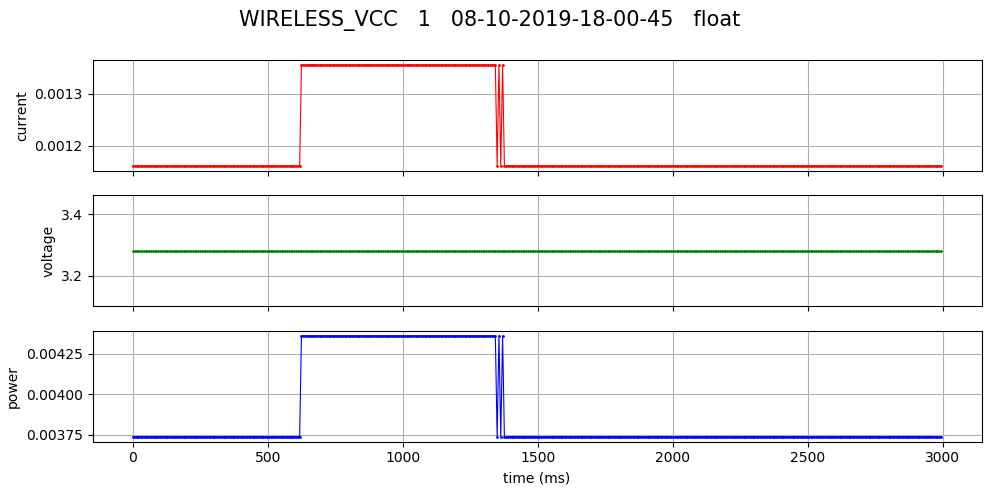 WIRELESS_VCC 1 08-10-2019-18-00-45 float
current
0.0013
0.0012
voltage
3.4
3.2
power
0.00425
0.00400
0.00375
0 500 1000 1500 2000 2500 3000
time (ms)